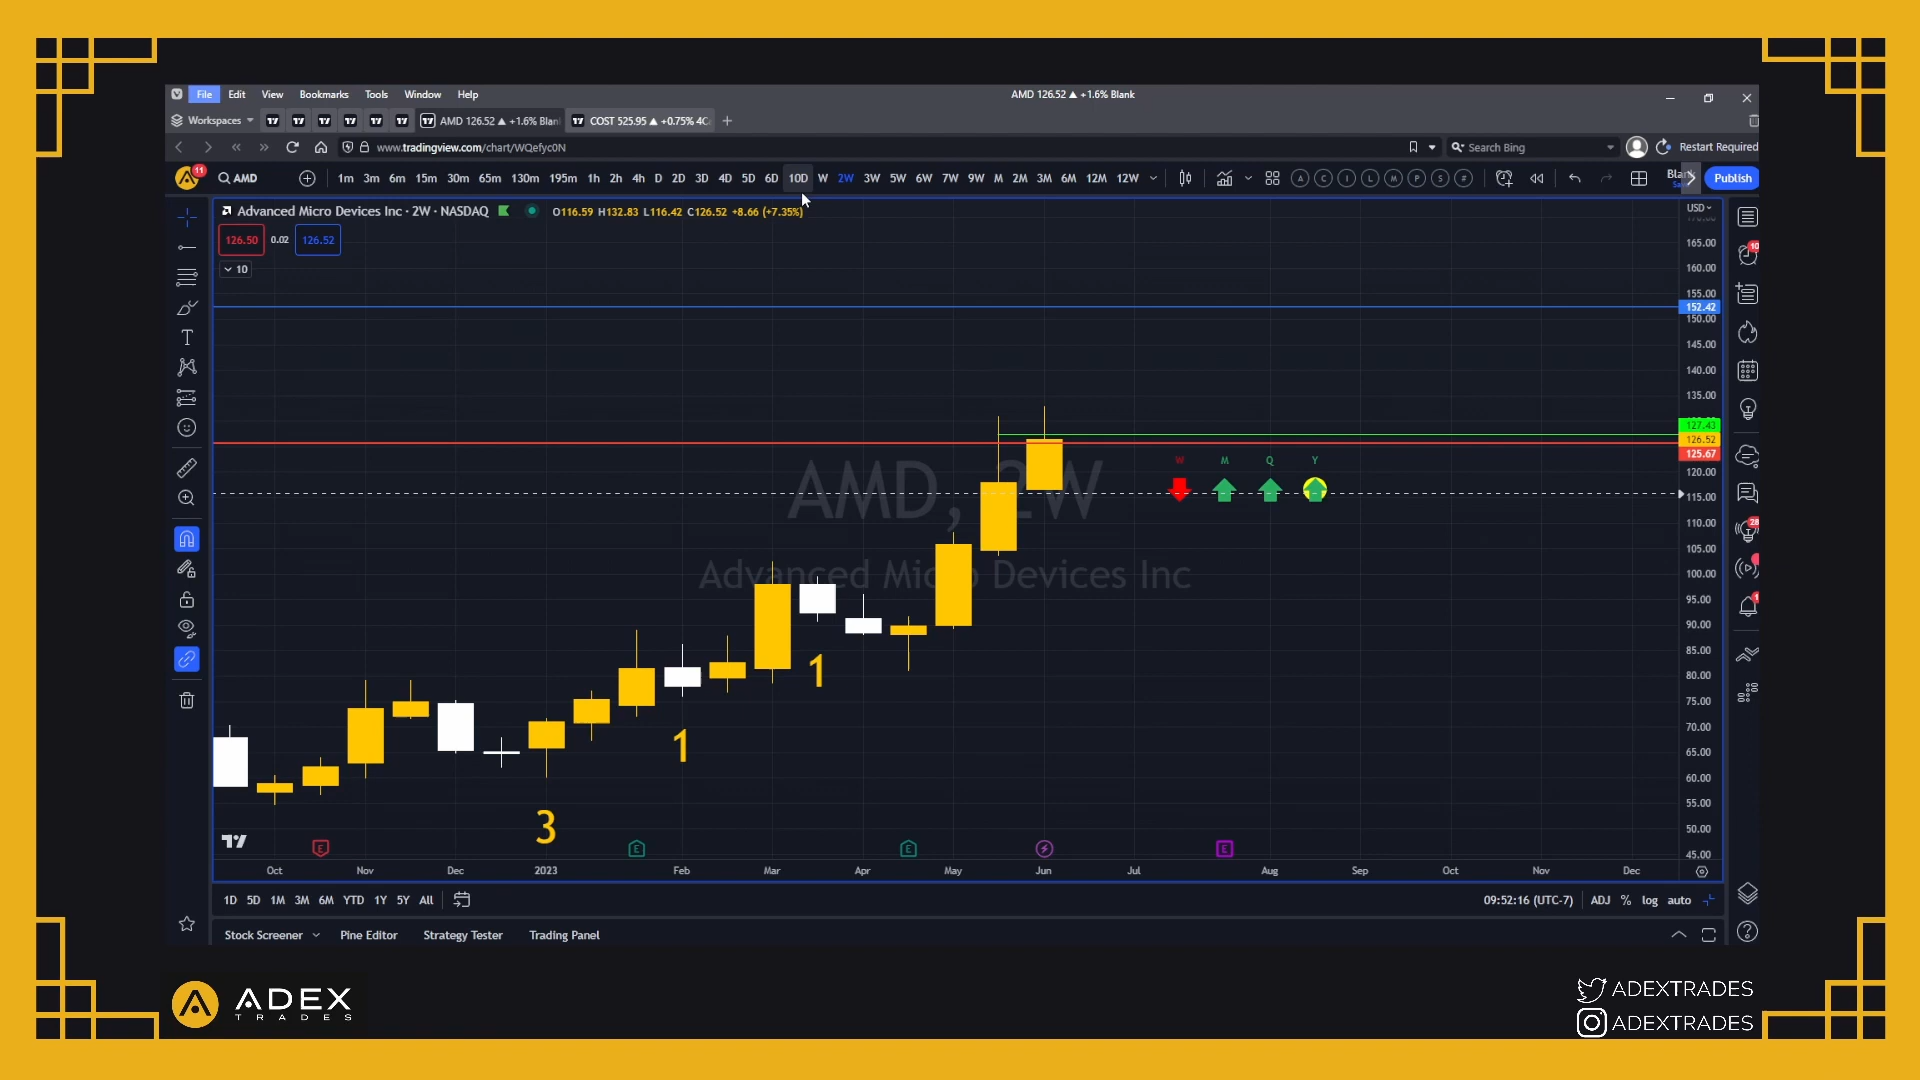 File Edit View Bookmarks Tools Window Help
AMD 126.52 ▲ +1.6% Blank
Workspaces
AMD 126.52 ▲ +1.6% Blan
COST 525.95 ▲ +0.75% 4C
www.tradingview.com/chart/WQefyc0N
Search Bing
Restart Required
11
AMD
1m 3m 6m 15m 30m 65m 130m 195m 1h 2h 4h D 2D 3D 4D 5D 6D 10D W 2W 3W 5W 6W 7W 9W M 2M 3M 6M 12M 12W
A C I L M P S #
Publish
Advanced Micro Devices Inc · 2W · NASDAQ
O116.59 H132.83 L116.42 C126.52 +8.66 (+7.35%)
USD
126.50 0.02 126.52
10
165.00
160.00
155.00
152.42
150.00
145.00
140.00
135.00
127.43
126.52
125.67
120.00
115.00
110.00
105.00
100.00
95.00
90.00
85.00
80.00
75.00
70.00
65.00
60.00
55.00
50.00
45.00
AMD, 2W
Advanced Micro Devices Inc
W M Q Y
1
1
3
E E E E
Oct Nov Dec 2023 Feb Mar Apr May Jun Jul Aug Sep Oct Nov Dec
10
28
1D 5D 1M 3M 6M YTD 1Y 5Y All
09:52:16 (UTC-7) ADJ % log auto
Stock Screener Pine Editor Strategy Tester Trading Panel
ADEX
TRADES
ADEXTRADES
ADEXTRADES